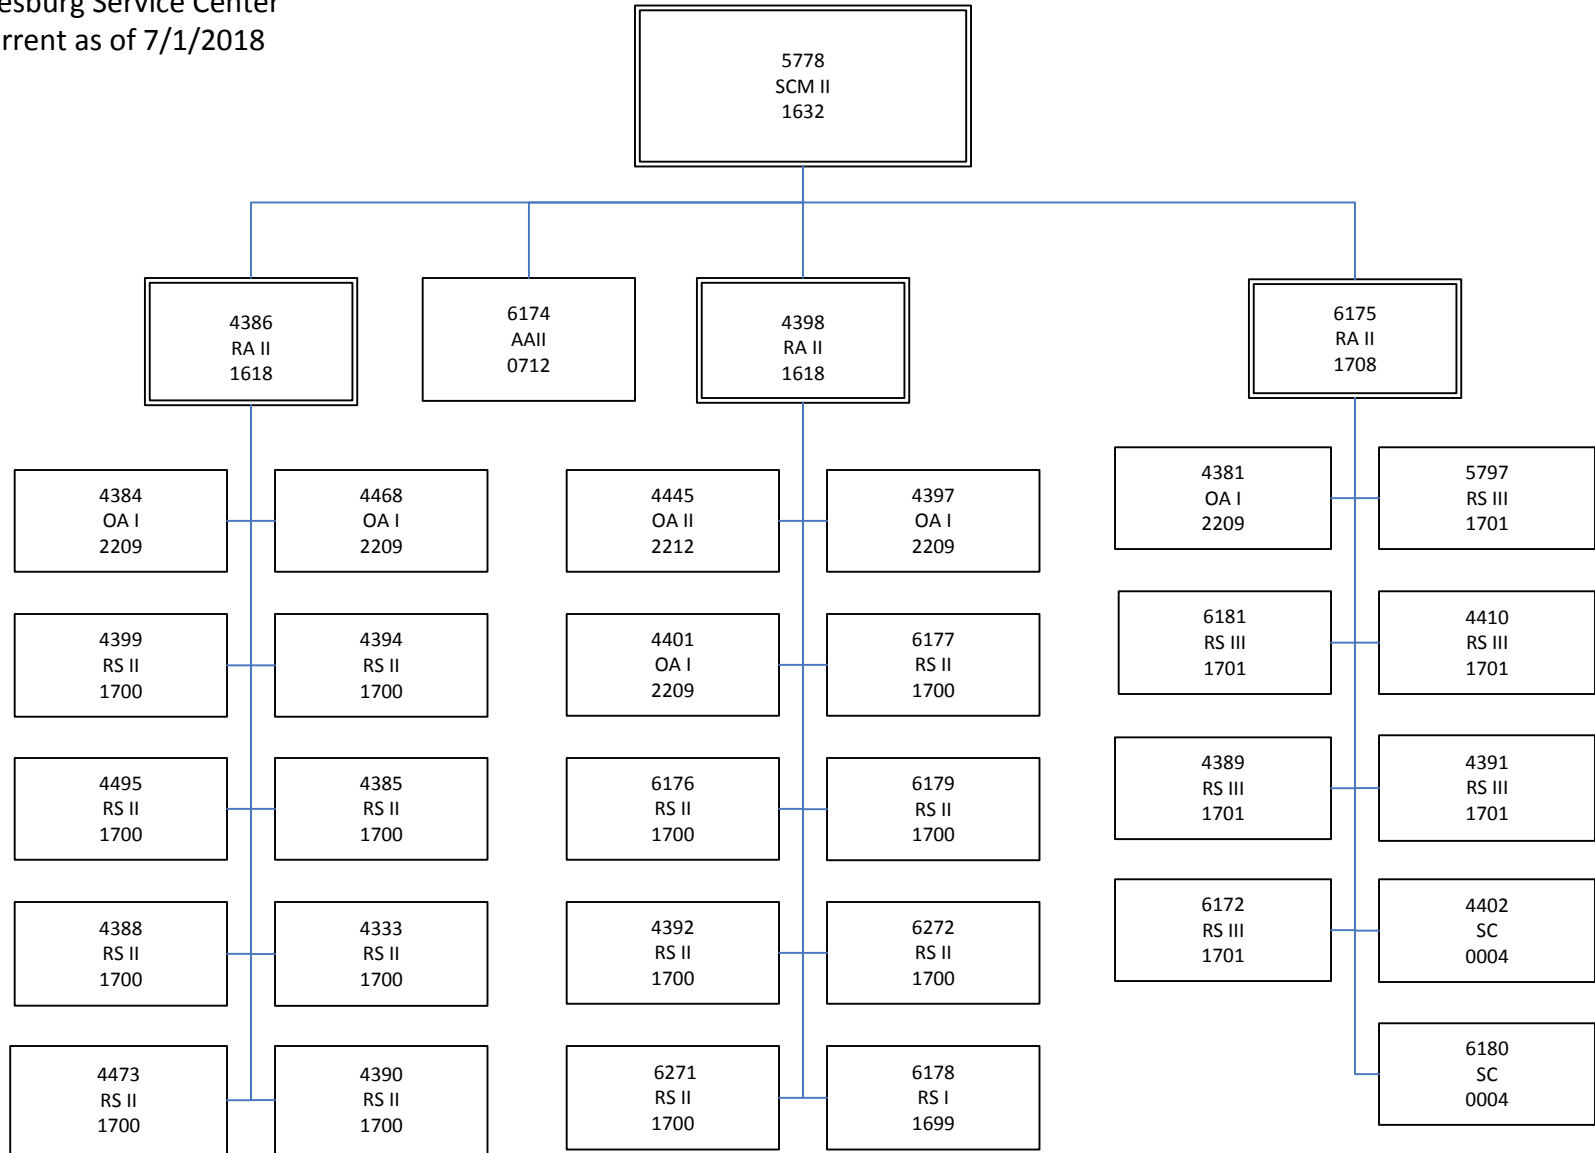 esburg Service Center
rrent as of 7/1/2018
5778
SCM II
1632
4386
RA II
1618
6174
AAII
0712
4398
RA II
1618
6175
RA II
1708
4384
OA I
2209
4468
OA I
2209
4445
OA II
2212
4397
OA I
2209
4381
OA I
2209
5797
RS III
1701
4399
RS II
1700
4394
RS II
1700
4401
OA I
2209
6177
RS II
1700
6181
RS III
1701
4410
RS III
1701
4495
RS II
1700
4385
RS II
1700
6176
RS II
1700
6179
RS II
1700
4389
RS III
1701
4391
RS III
1701
4388
RS II
1700
4333
RS II
1700
4392
RS II
1700
6272
RS II
1700
6172
RS III
1701
4402
SC
0004
4473
RS II
1700
4390
RS II
1700
6271
RS II
1700
6178
RS I
1699
6180
SC
0004